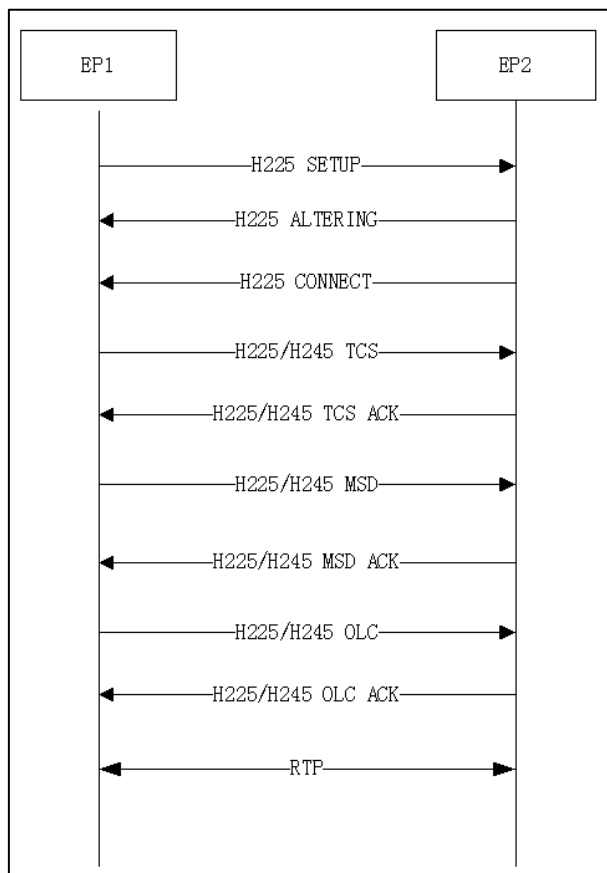 EP1
EP2
H225 SETUP
H225 ALTERING
H225 CONNECT
H225/H245 TCS
H225/H245 TCS ACK
H225/H245 MSD
H225/H245 MSD ACK
H225/H245 OLC
H225/H245 OLC ACK
RTP